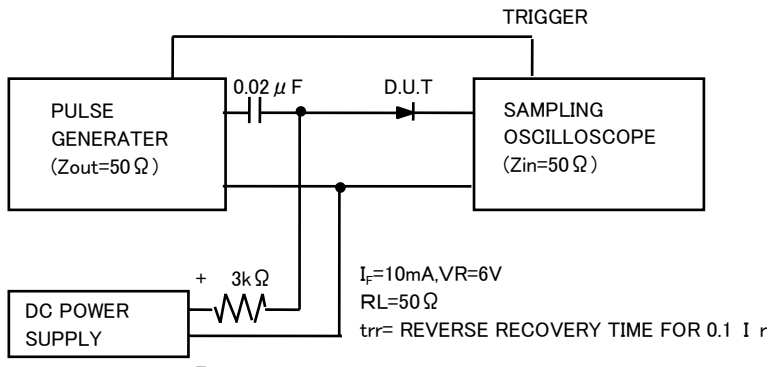 TRIGGER
0.02μF
D.U.T
PULSE
GENERATER
(Zout=50Ω)
SAMPLING
OSCILLOSCOPE
(Zin=50Ω)
+
3kΩ
DC POWER
SUPPLY
IF=10mA,VR=6V
RL=50Ω
trr= REVERSE RECOVERY TIME FOR 0.1 I r